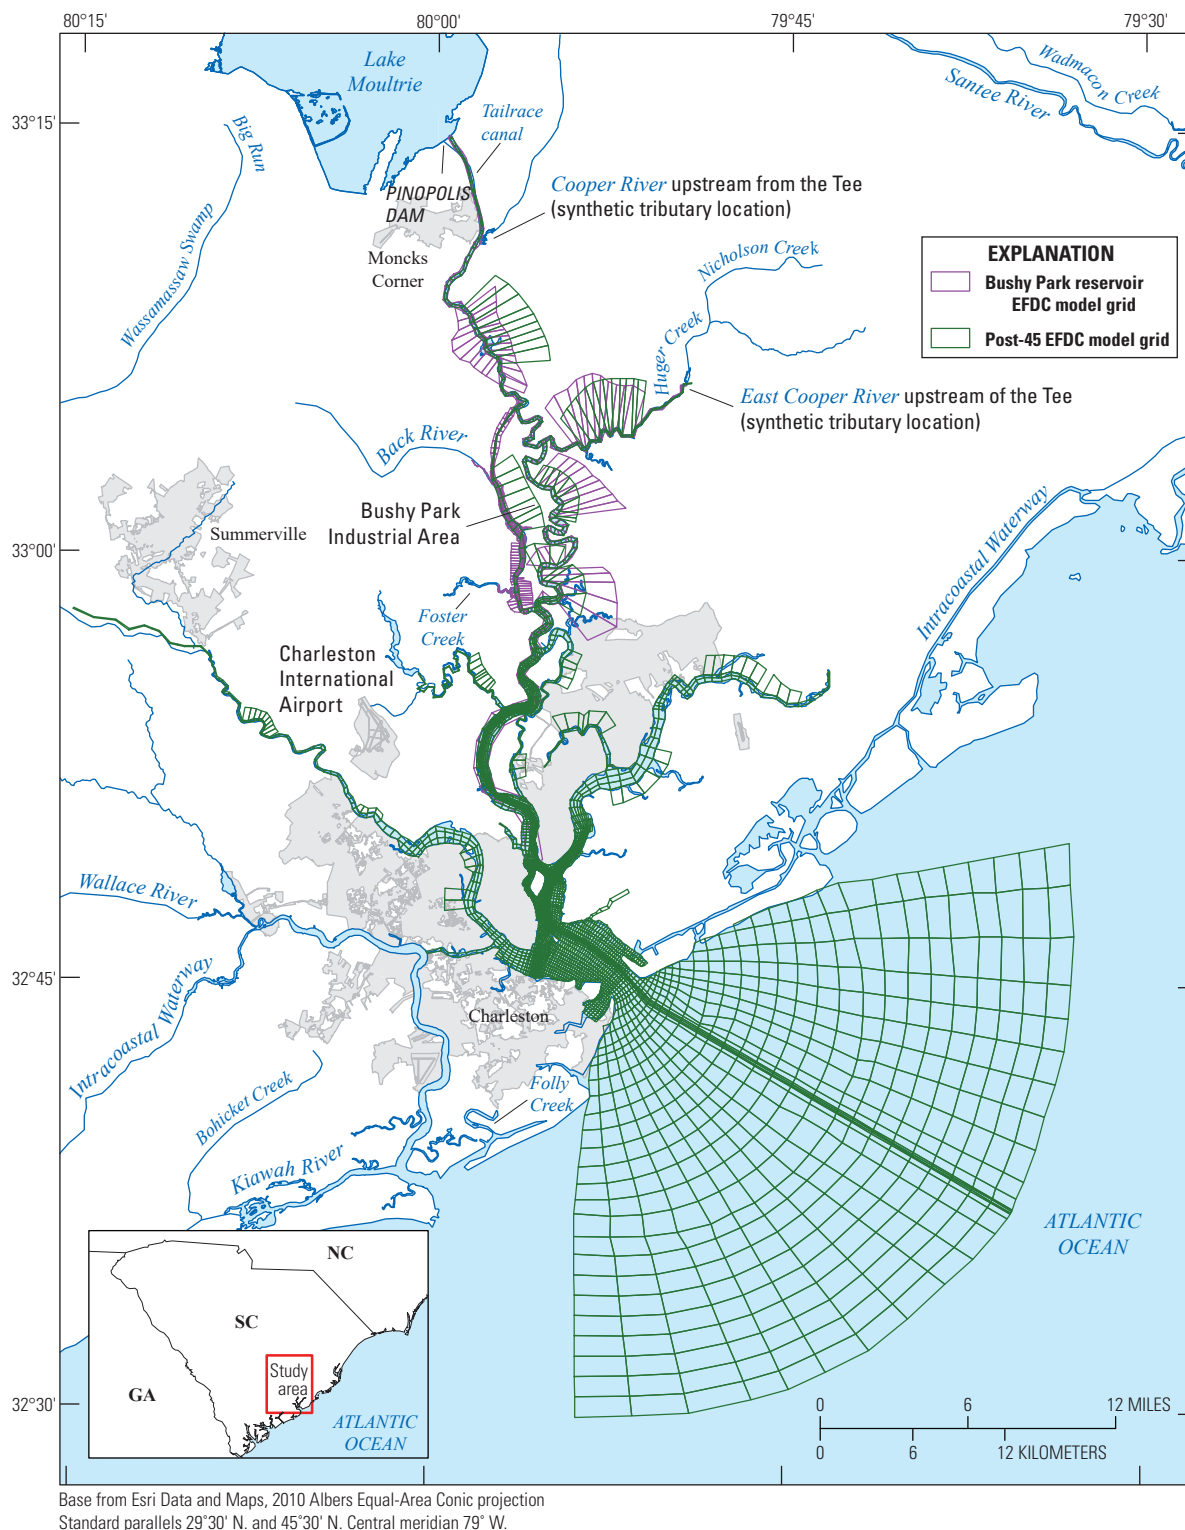 80°15'
80°00'
79°45'
79°30'
Lake
Moultrie
Wadmacon Creek
Santee River
33°15'
Big Run
Tailrace
canal
PINOPOLIS
DAM
Cooper River upstream from the Tee
(synthetic tributary location)
Wassamassaw Swamp
Moncks
Corner
Nicholson Creek
EXPLANATION
Bushy Park reservoir
EFDC model grid
Post-45 EFDC model grid
Huger Creek
East Cooper River upstream of the Tee
(synthetic tributary location)
Back River
Bushy Park
Industrial Area
Summerville
33°00'
Intracoastal Waterway
Foster
Creek
Charleston
International
Airport
Wallace River
32°45'
Intracoastal Waterway
Charleston
Bohicket Creek
Folly
Creek
Kiawah River
ATLANTIC
OCEAN
NC
SC
GA
Study
area
ATLANTIC
OCEAN
32°30'
0 6 12 MILES
0 6 12 KILOMETERS
Base from Esri Data and Maps, 2010 Albers Equal-Area Conic projection
Standard parallels 29°30' N. and 45°30' N. Central meridian 79° W.